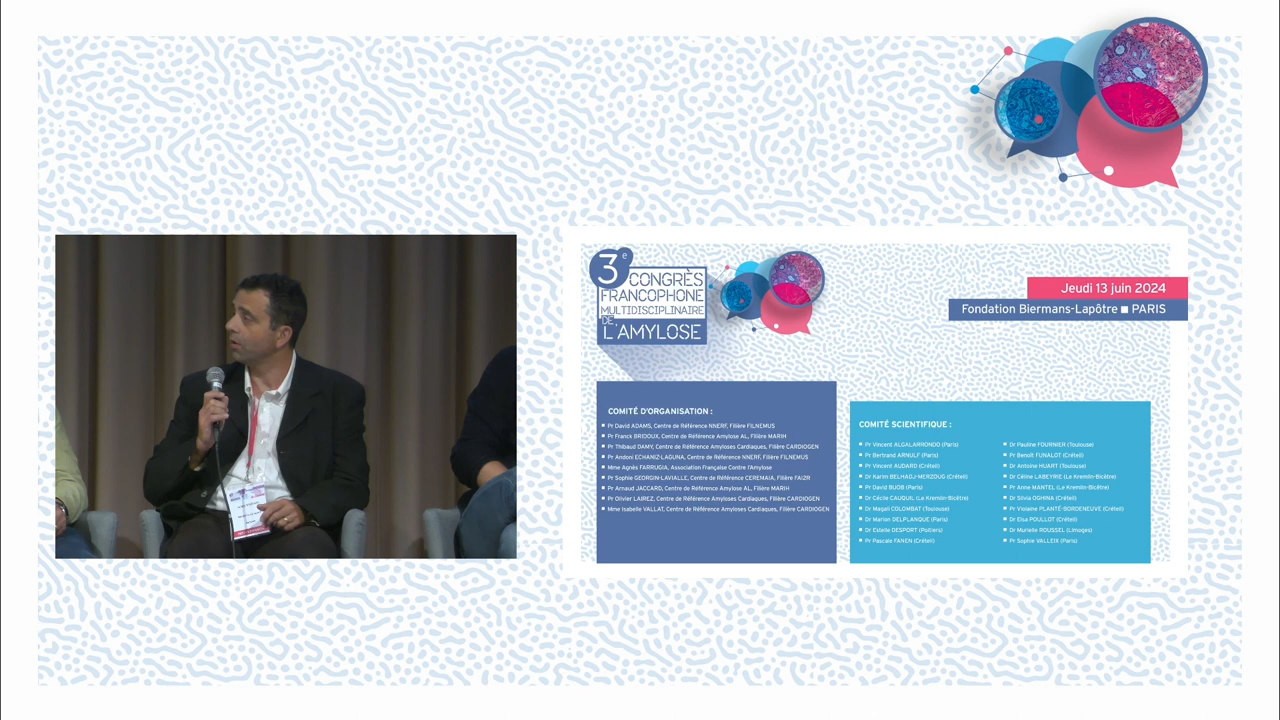 3e
CONGRÈS
FRANCOPHONE
MULTIDISCIPLINAIRE
DE
L'AMYLOSE
Jeudi 13 juin 2024
Fondation Biermans-Lapôtre ■ PARIS
COMITÉ D'ORGANISATION :
■ Pr David ADAMS, Centre de Référence NNERF, Filière FILNEMUS
■ Pr Franck BRIDOUX, Centre de Référence Amylose AL, Filière MARIH
■ Pr Thibaud DAMY, Centre de Référence Amyloses Cardiaques, Filière CARDIOGEN
■ Pr Andoni ECHANIZ-LAGUNA, Centre de Référence NNERF, Filière FILNEMUS
■ Mme Agnès FARRUGIA, Association Française Contre l'Amylose
■ Pr Sophie GEORGIN-LAVIALLE, Centre de Référence CEREMAIA, Filière FAI2R
■ Pr Arnaud JACCARD, Centre de Référence Amylose AL, Filière MARIH
■ Pr Olivier LAIREZ, Centre de Référence Amyloses Cardiaques, Filière CARDIOGEN
■ Mme Isabelle VALLAT, Centre de Référence Amyloses Cardiaques, Filière CARDIOGEN
COMITÉ SCIENTIFIQUE :
■ Pr Vincent ALGALARRONDO (Paris)
■ Pr Bertrand ARNULF (Paris)
■ Pr Vincent AUDARD (Créteil)
■ Dr Karim BELHADJ-MERZOUG (Créteil)
■ Pr David BUOB (Paris)
■ Dr Cécile CAUQUIL (Le Kremlin-Bicêtre)
■ Dr Magali COLOMBAT (Toulouse)
■ Dr Marion DELPLANQUE (Paris)
■ Dr Estelle DESPORT (Poitiers)
■ Pr Pascale FANEN (Créteil)
■ Dr Pauline FOURNIER (Toulouse)
■ Pr Benoît FUNALOT (Créteil)
■ Dr Antoine HUART (Toulouse)
■ Dr Céline LABEYRIE (Le Kremlin-Bicêtre)
■ Pr Anne MANTEL (Le Kremlin-Bicêtre)
■ Dr Silvia OGHINA (Créteil)
■ Pr Violaine PLANTÉ-BORDENEUVE (Créteil)
■ Dr Elsa POULLOT (Créteil)
■ Dr Murielle ROUSSEL (Limoges)
■ Pr Sophie VALLEIX (Paris)